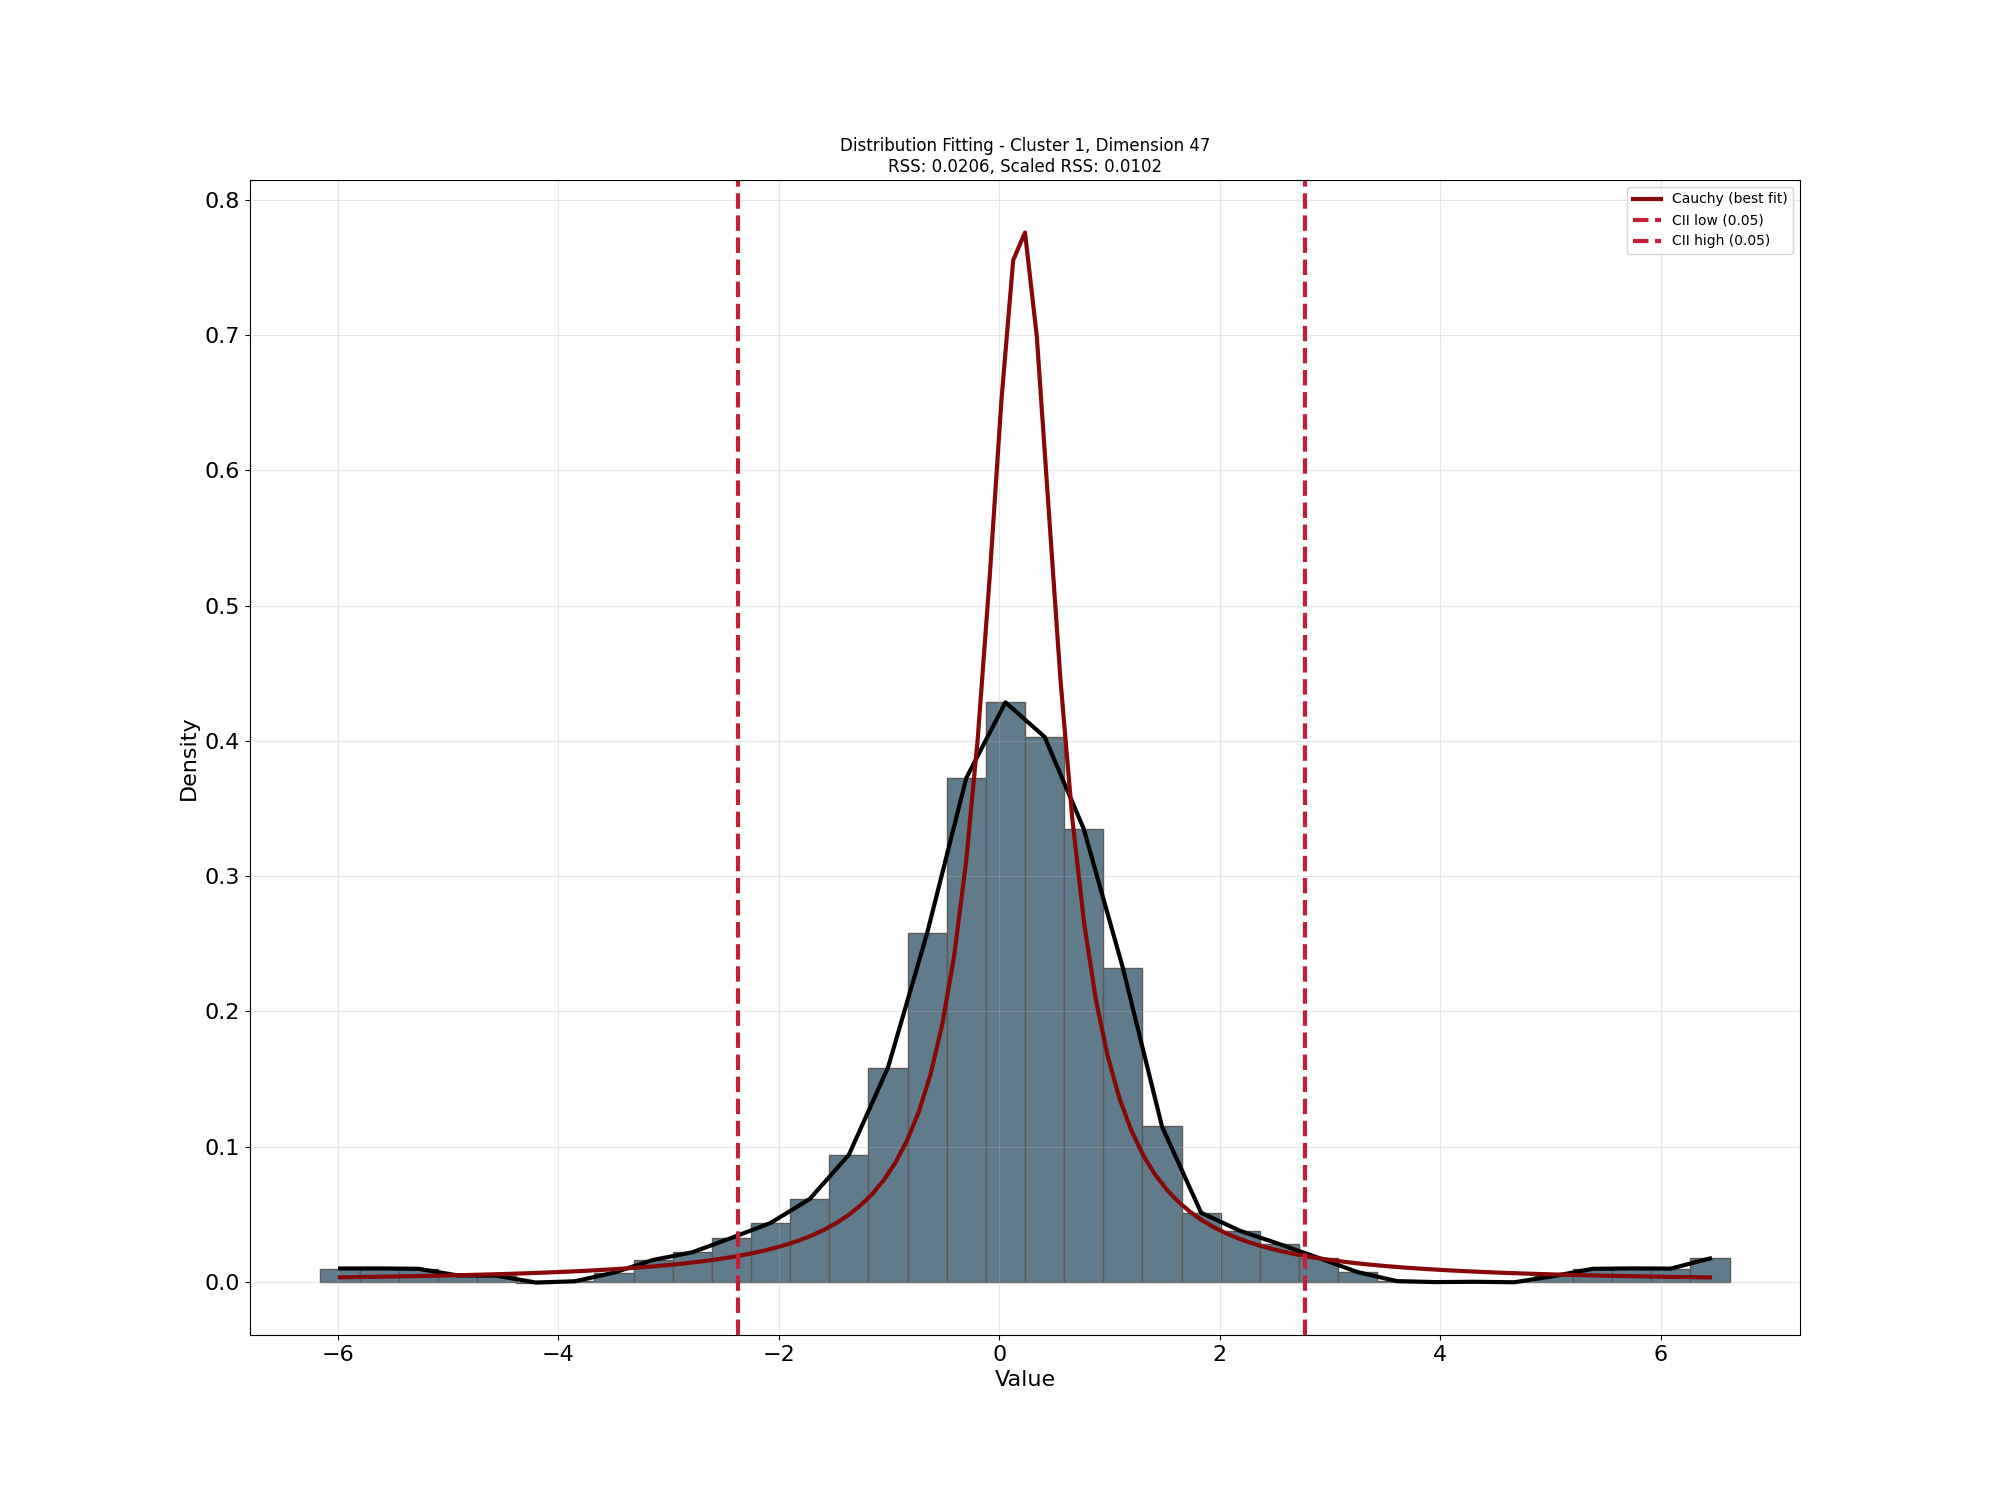 Distribution Fitting - Cluster 1, Dimension 47
RSS: 0.0206, Scaled RSS: 0.0102
Cauchy (best fit)
CII low (0.05)
CII high (0.05)
0.8
0.7
0.6
0.5
0.4
0.3
0.2
0.1
0.0
Density
−6 −4 −2 0 2 4 6
Value